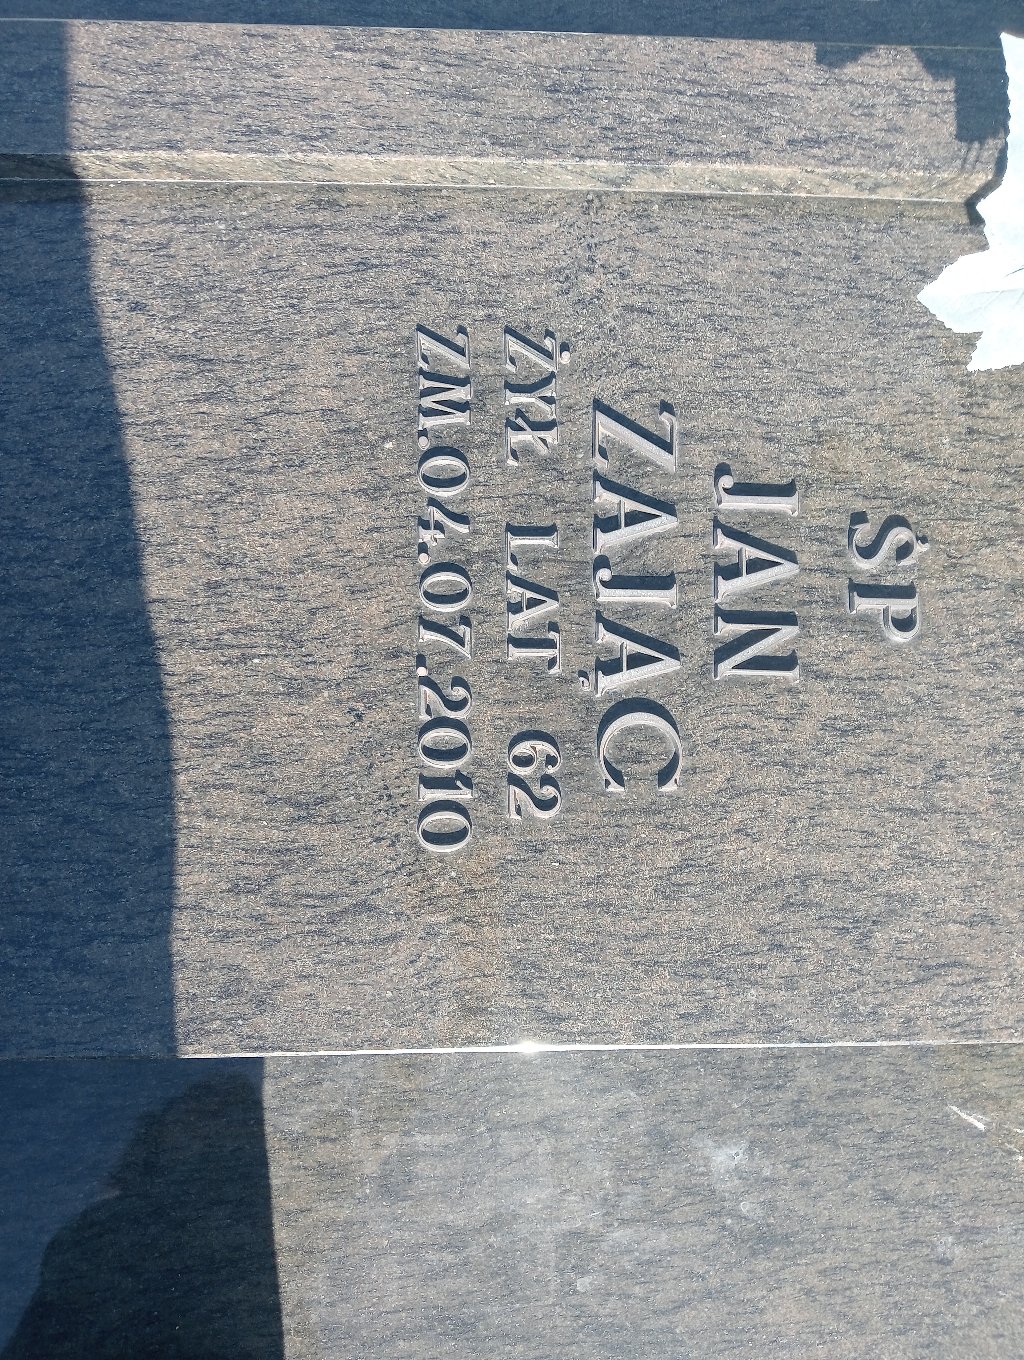 ŚP
JAN
ZAJĄC
ŻYŁ LAT 62
ZM.04.07.2010